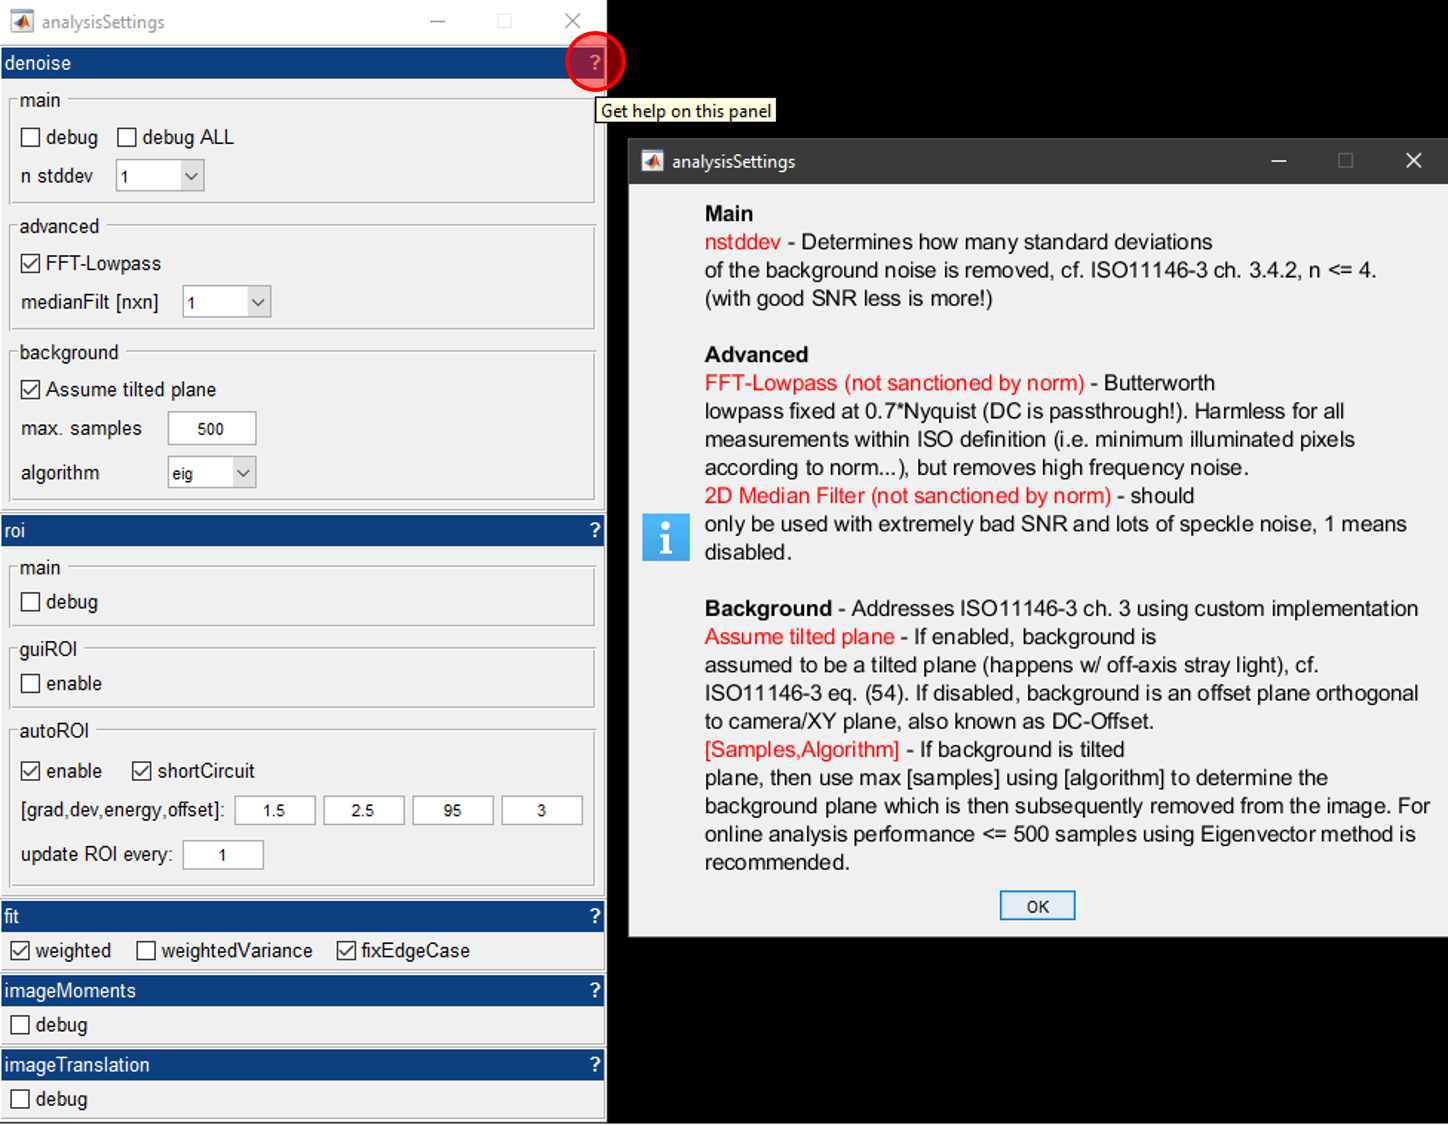 analysisSettings
denoise ?
Get help on this panel
main
debug debug ALL
n stddev 1
advanced
FFT-Lowpass
medianFilt [nxn] 1
background
Assume tilted plane
max. samples 500
algorithm eig
roi ?
main
debug
guiROI
enable
autoROI
enable shortCircuit
[grad,dev,energy,offset]: 1.5 2.5 95 3
update ROI every: 1
fit ?
weighted weightedVariance fixEdgeCase
imageMoments ?
debug
imageTranslation ?
debug
analysisSettings
Main
nstddev - Determines how many standard deviations
of the background noise is removed, cf. ISO11146-3 ch. 3.4.2, n <= 4.
(with good SNR less is more!)
Advanced
FFT-Lowpass (not sanctioned by norm) - Butterworth
lowpass fixed at 0.7*Nyquist (DC is passthrough!). Harmless for all
measurements within ISO definition (i.e. minimum illuminated pixels
according to norm...), but removes high frequency noise.
2D Median Filter (not sanctioned by norm) - should
only be used with extremely bad SNR and lots of speckle noise, 1 means
disabled.
Background - Addresses ISO11146-3 ch. 3 using custom implementation
Assume tilted plane - If enabled, background is
assumed to be a tilted plane (happens w/ off-axis stray light), cf.
ISO11146-3 eq. (54). If disabled, background is an offset plane orthogonal
to camera/XY plane, also known as DC-Offset.
[Samples,Algorithm] - If background is tilted
plane, then use max [samples] using [algorithm] to determine the
background plane which is then subsequently removed from the image. For
online analysis performance <= 500 samples using Eigenvector method is
recommended.
OK